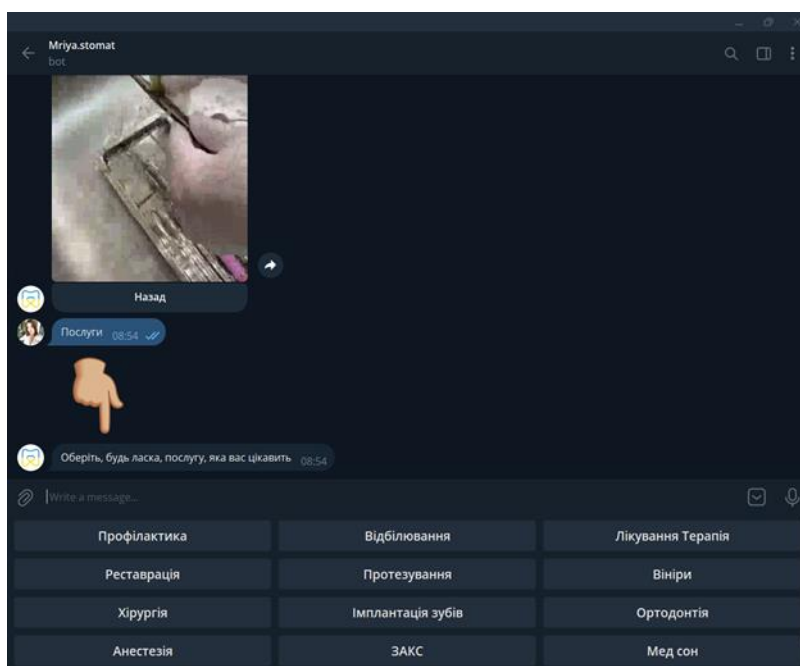 Mriya.stomat
bot
Назад
Послуги 08:54
Оберіть, будь ласка, послугу, яка вас цікавить 08:54
Write a message...
Профілактика Відбілювання Лікування Терапія
Реставрація Протезування Вініри
Хірургія Імплантація зубів Ортодонтія
Анестезія ЗАКС Мед сон